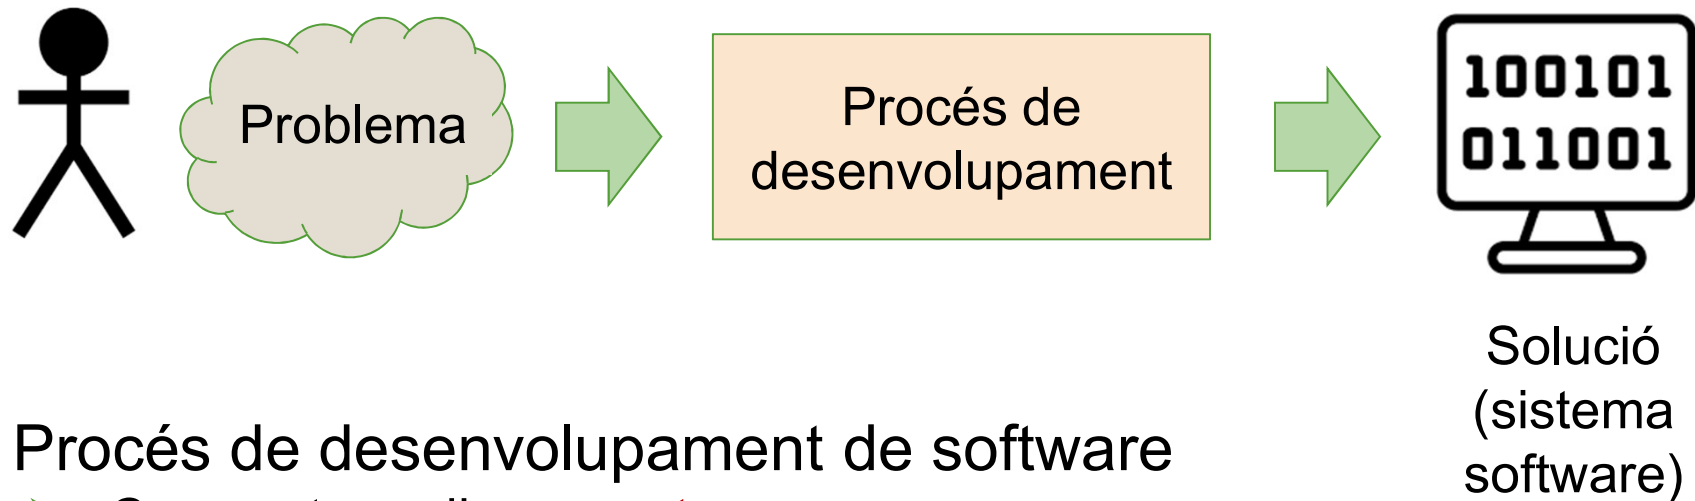 Problema
Procés de
desenvolupament
100101
011001
Solució
(sistema
software)
Procés de desenvolupament de software